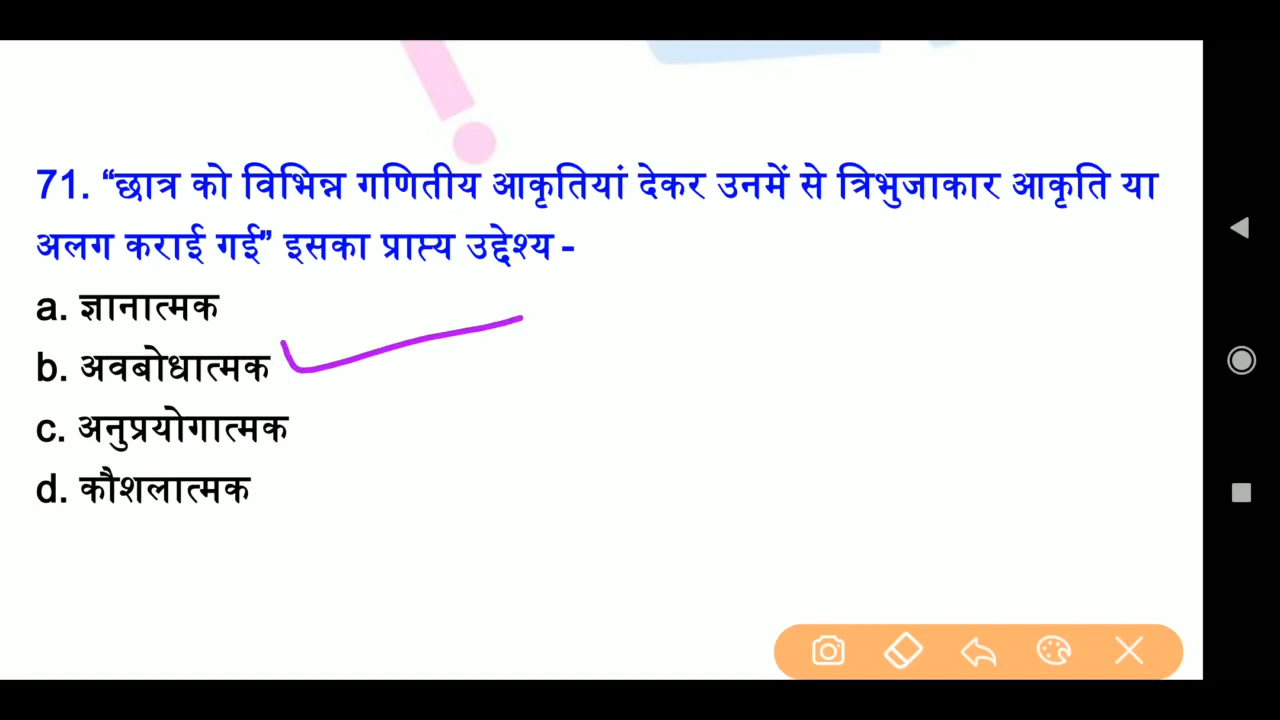 71. “छात्र को विभिन्न गणितीय आकृतियां देकर उनमें से त्रिभुजाकार आकृति या
अलग कराई गई” इसका प्राप्य उद्देश्य -
a. ज्ञानात्मक
b. अवबोधात्मक
c. अनुप्रयोगात्मक
d. कौशलात्मक